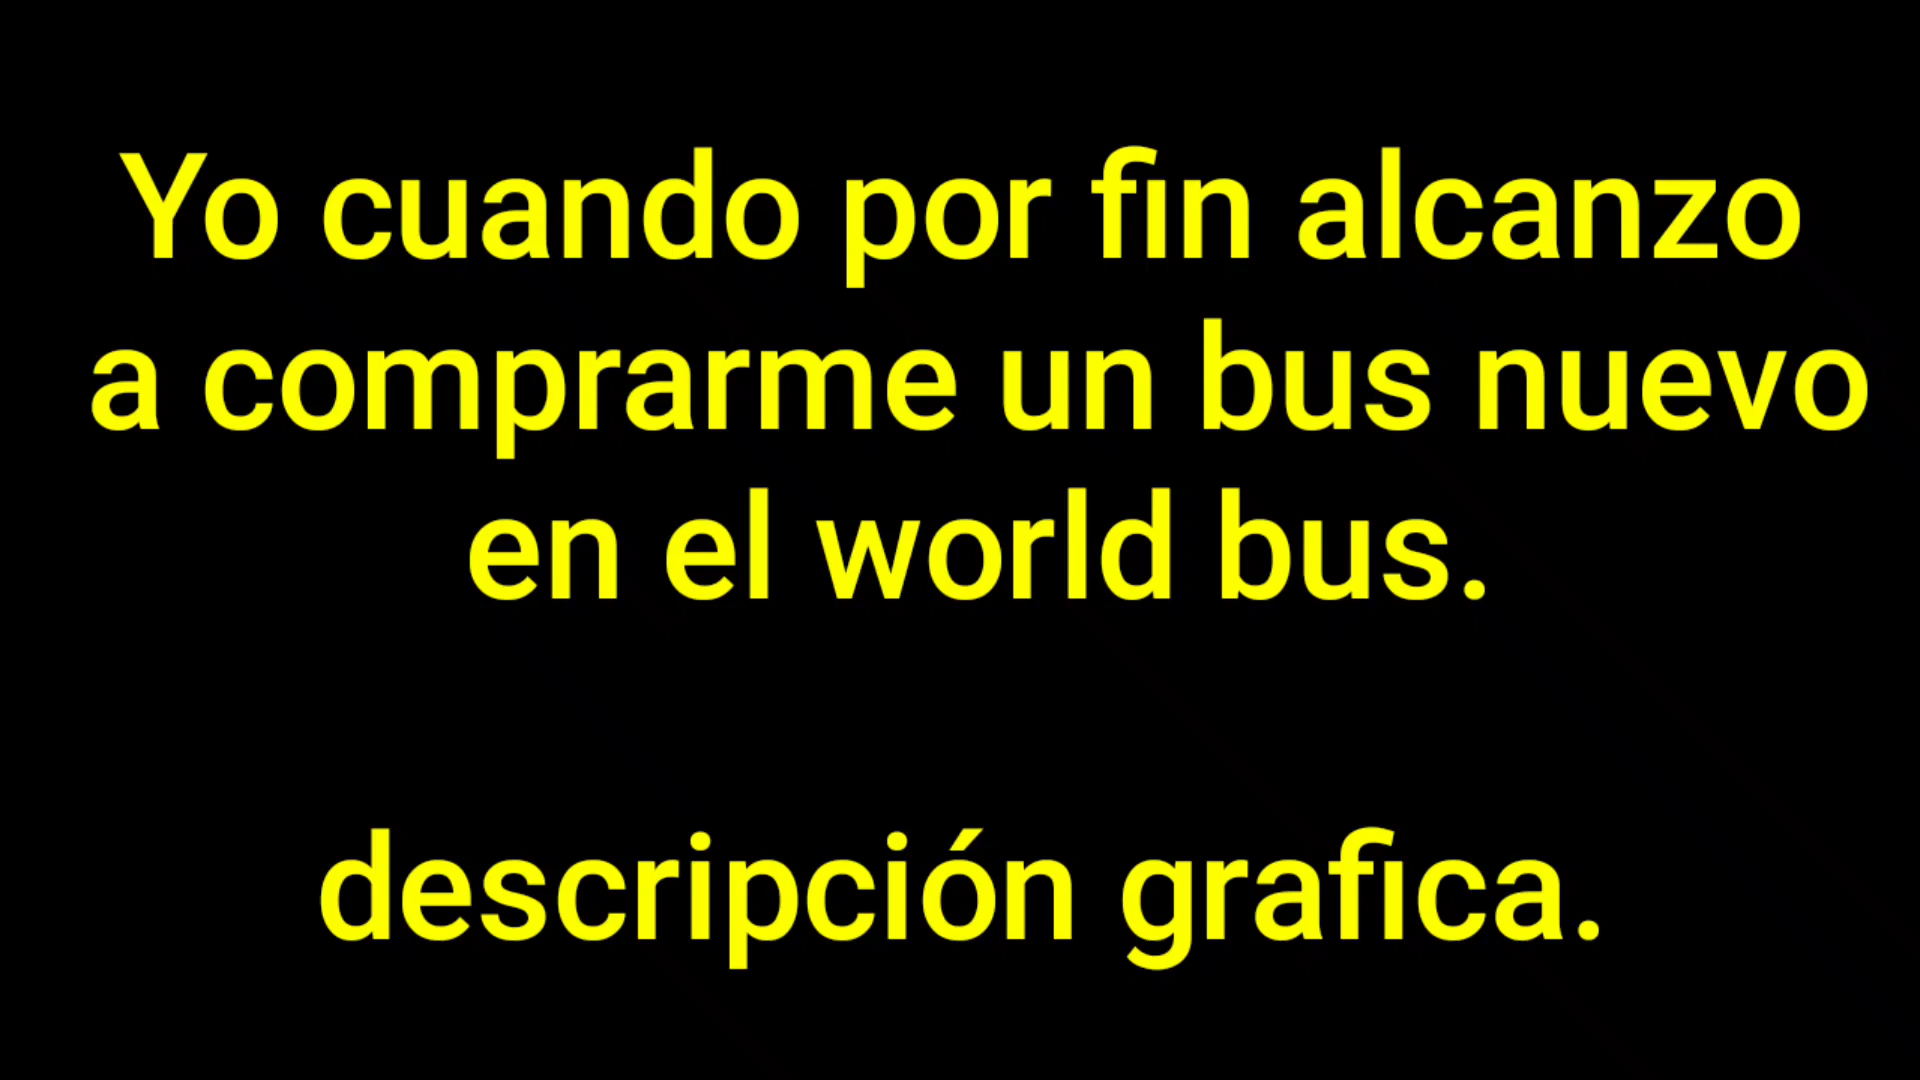 Yo cuando por fin alcanzo
a comprarme un bus nuevo
en el world bus.
descripción grafica.